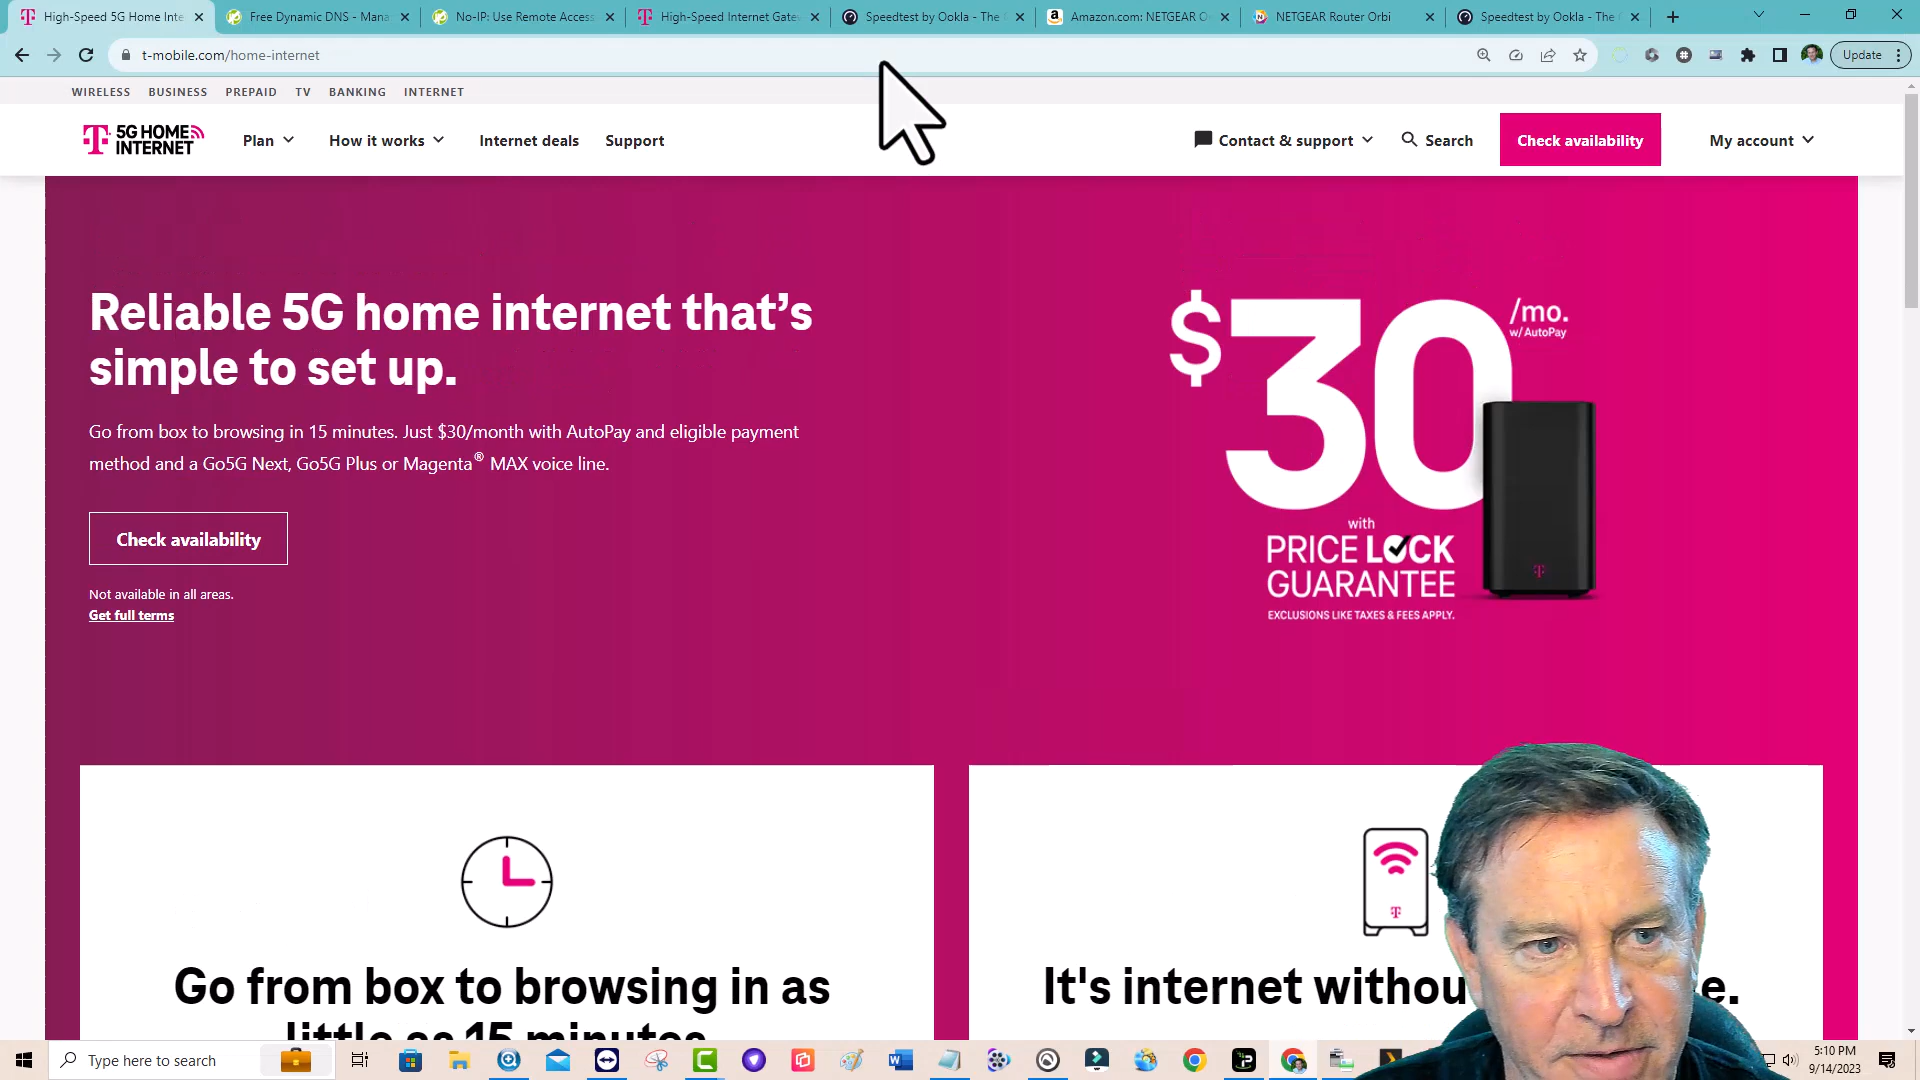 High-Speed 5G Home Inte
Free Dynamic DNS - Mana
No-IP: Use Remote Access
High-Speed Internet Gatew
Speedtest by Ookla - The
Amazon.com: NETGEAR O
NETGEAR Router Orbi
Speedtest by Ookla - The
t-mobile.com/home-internet
Update
WIRELESS BUSINESS PREPAID TV BANKING INTERNET
T 5G HOME
INTERNET
Plan
How it works
Internet deals
Support
Contact & support
Search
Check availability
My account
Reliable 5G home internet that's
simple to set up.
Go from box to browsing in 15 minutes. Just $30/month with AutoPay and eligible payment
method and a Go5G Next, Go5G Plus or Magenta® MAX voice line.
Check availability
Not available in all areas.
Get full terms
$30 /mo.
w/ AutoPay
with
PRICE LOCK
GUARANTEE
EXCLUSIONS LIKE TAXES & FEES APPLY.
Go from box to browsing in as
little as 15 minutes
It's internet withou
e.
Type here to search
5:10 PM
9/14/2023